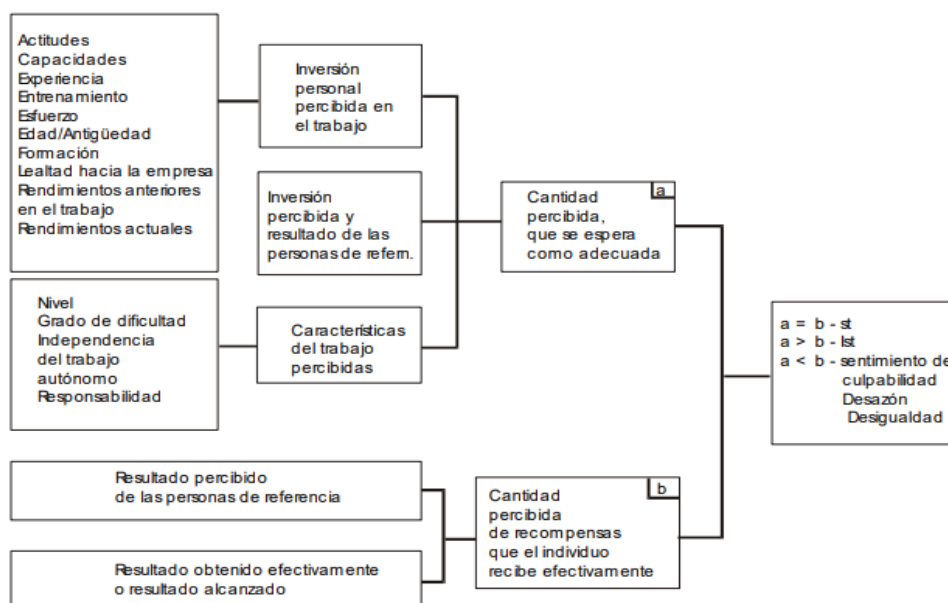 Actitudes
Capacidades
Experiencia
Entrenamiento
Esfuerzo
Edad/Antigüedad
Formación
Lealtad hacia la empresa
Rendimientos anteriores
en el trabajo
Rendimientos actuales
Inversión
personal
percibida en
el trabajo
Inversión
percibida y
resultado de las
personas de refern.
Nivel
Grado de dificultad
Independencia
del trabajo
autónomo
Responsabilidad
Características
del trabajo
percibidas
a
Cantidad
percibida,
que se espera
como adecuada
Resultado percibido
de las personas de referencia
Resultado obtenido efectivamente
o resultado alcanzado
b
Cantidad
percibida
de recompensas
que el individuo
recibe efectivamente
a = b - st
a > b - Ist
a < b - sentimiento de
culpabilidad
Desazón
Desigualdad